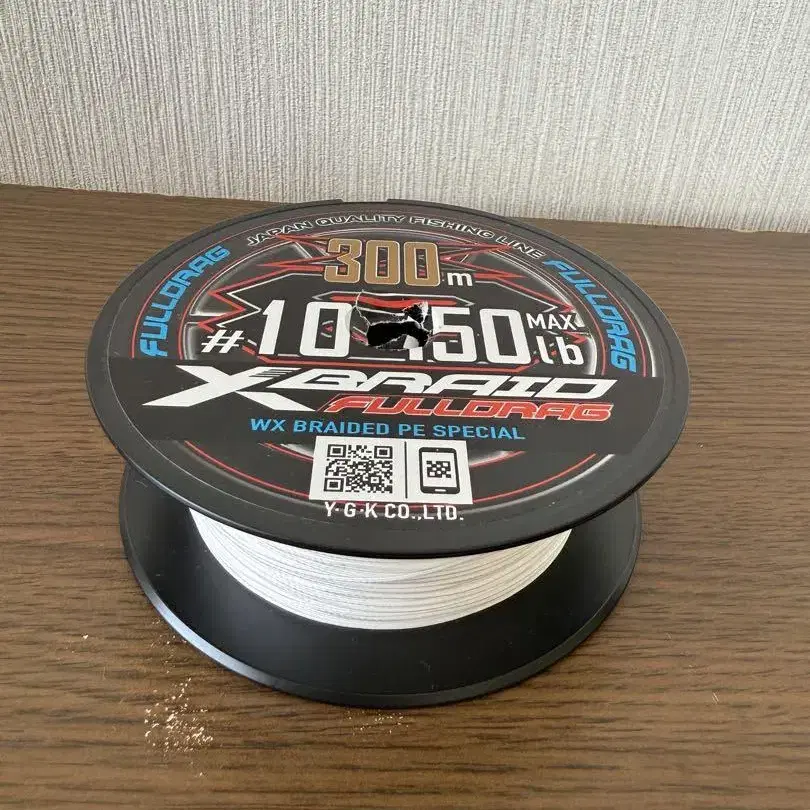 JAPAN QUALITY FISHING LINE
FULLDRAG
300m
FULLDRAG
#10 150 MAX lb
X-BRAID
FULLDRAG
WX BRAIDED PE SPECIAL
Y·G·K CO.,LTD.